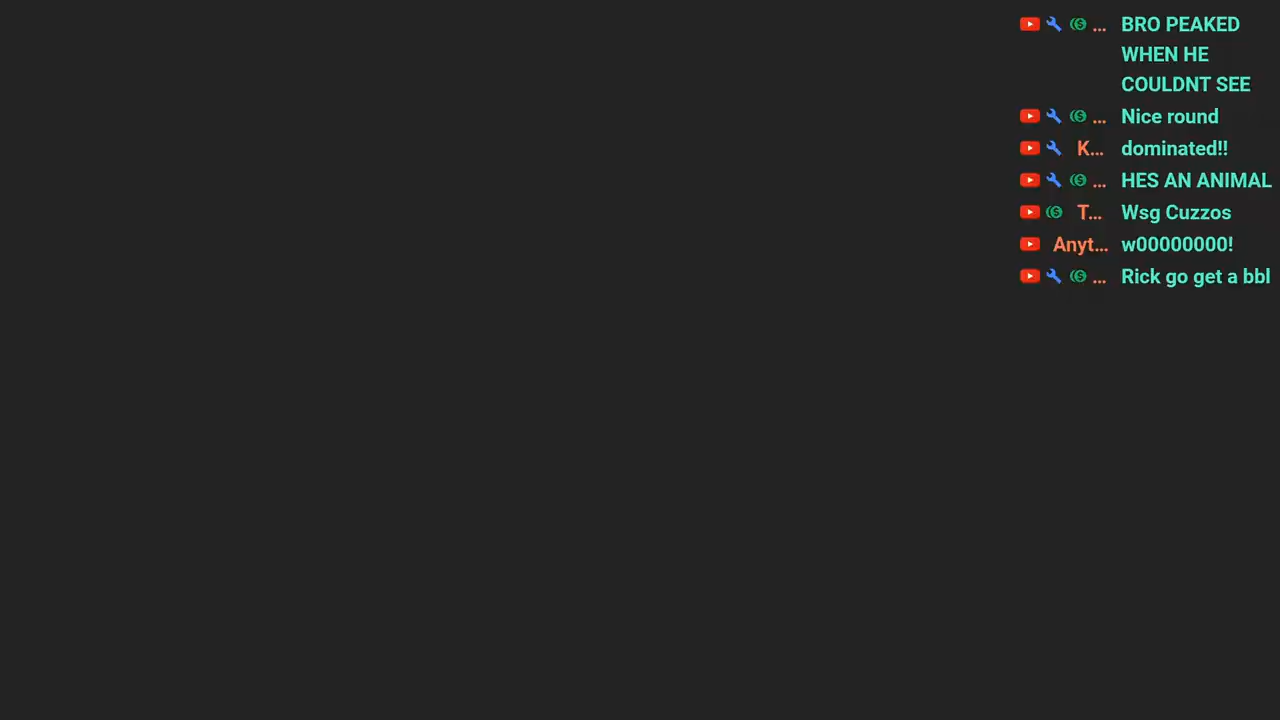 ... BRO PEAKED
WHEN HE
COULDNT SEE
... Nice round
K... dominated!!
... HES AN ANIMAL
T... Wsg Cuzzos
Anyt... w00000000!
... Rick go get a bbl